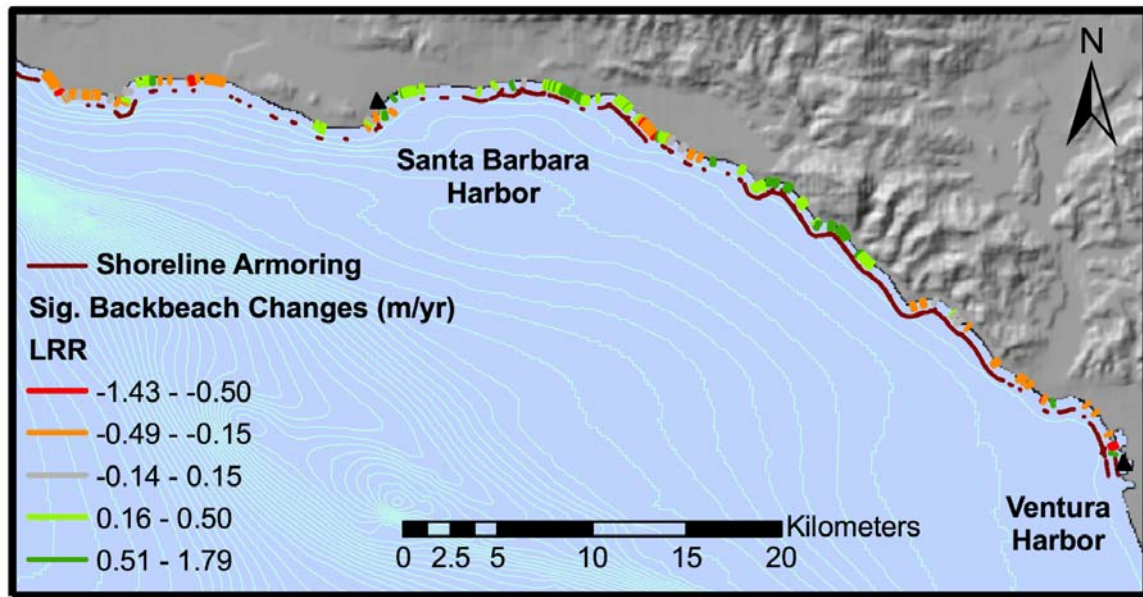 N
Santa Barbara
Harbor
Shoreline Armoring
Sig. Backbeach Changes (m/yr)
LRR
-1.43 - -0.50
-0.49 - -0.15
-0.14 - 0.15
0.16 - 0.50
0.51 - 1.79
Kilometers
0 2.5 5 10 15 20
Ventura
Harbor